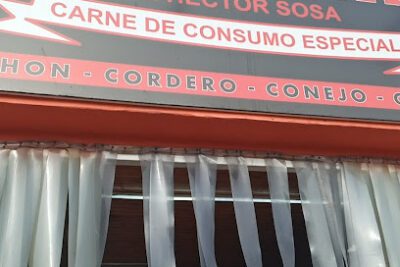 HECTOR SOSA
CARNE DE CONSUMO ESPECIAL
HON - CORDERO - CONEJO -